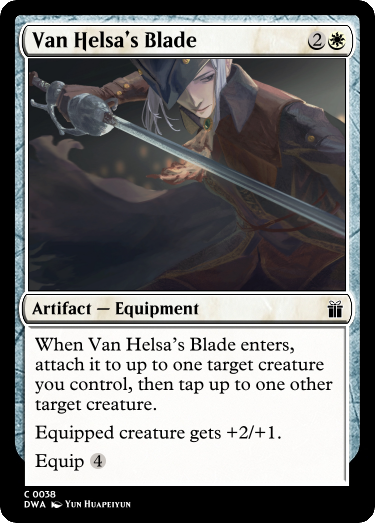 Van Helsa's Blade 2
Artifact — Equipment
When Van Helsa's Blade enters,
attach it to up to one target creature
you control, then tap up to one other
target creature.
Equipped creature gets +2/+1.
Equip 4
C 0038
DWA Yun Huapeiyun